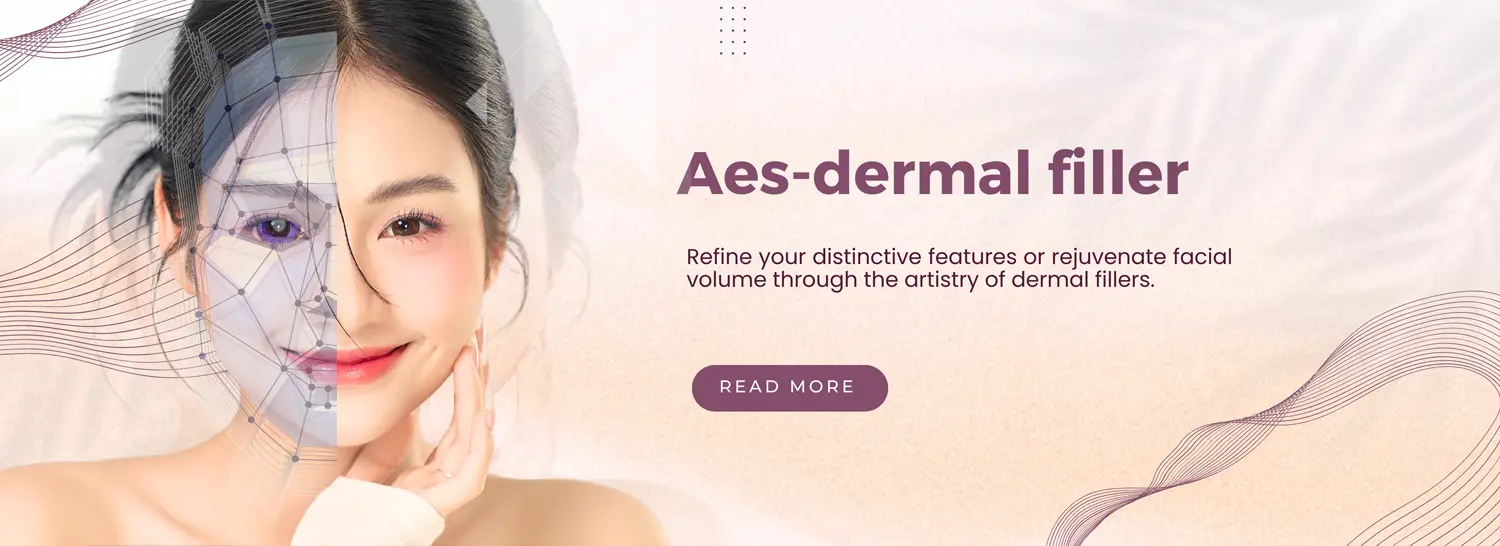 Aes-dermal filler
Refine your distinctive features or rejuvenate facial
volume through the artistry of dermal fillers.
READ MORE